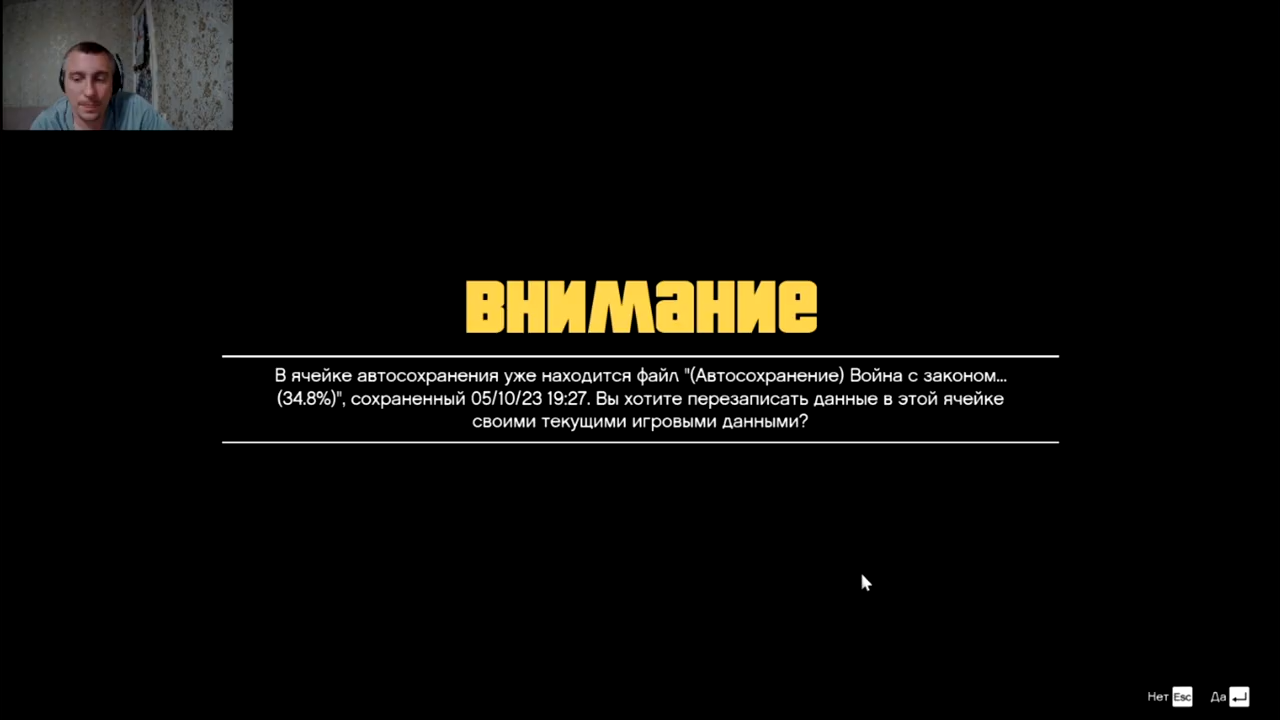 внимание
В ячейке автосохранения уже находится файл "(Автосохранение) Война с законом...
(34.8%)", сохраненный 05/10/23 19:27. Вы хотите перезаписать данные в этой ячейке
своими текущими игровыми данными?
Нет Esc Да